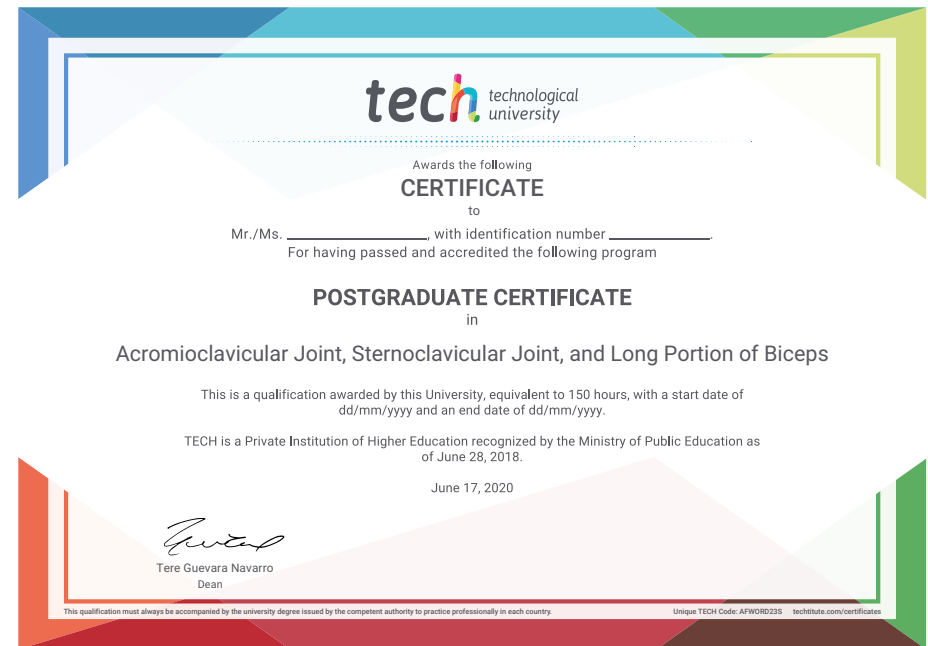 tech technological
university
Awards the following
CERTIFICATE
to
Mr./Ms. ____________________, with identification number ______________.
For having passed and accredited the following program
POSTGRADUATE CERTIFICATE
in
Acromioclavicular Joint, Sternoclavicular Joint, and Long Portion of Biceps
This is a qualification awarded by this University, equivalent to 150 hours, with a start date of
dd/mm/yyyy and an end date of dd/mm/yyyy.
TECH is a Private Institution of Higher Education recognized by the Ministry of Public Education as
of June 28, 2018.
June 17, 2020
Tere Guevara Navarro
Dean
This qualification must always be accompanied by the university degree issued by the competent authority to practice professionally in each country.
Unique TECH Code: AFWORD23S techtitute.com/certificates